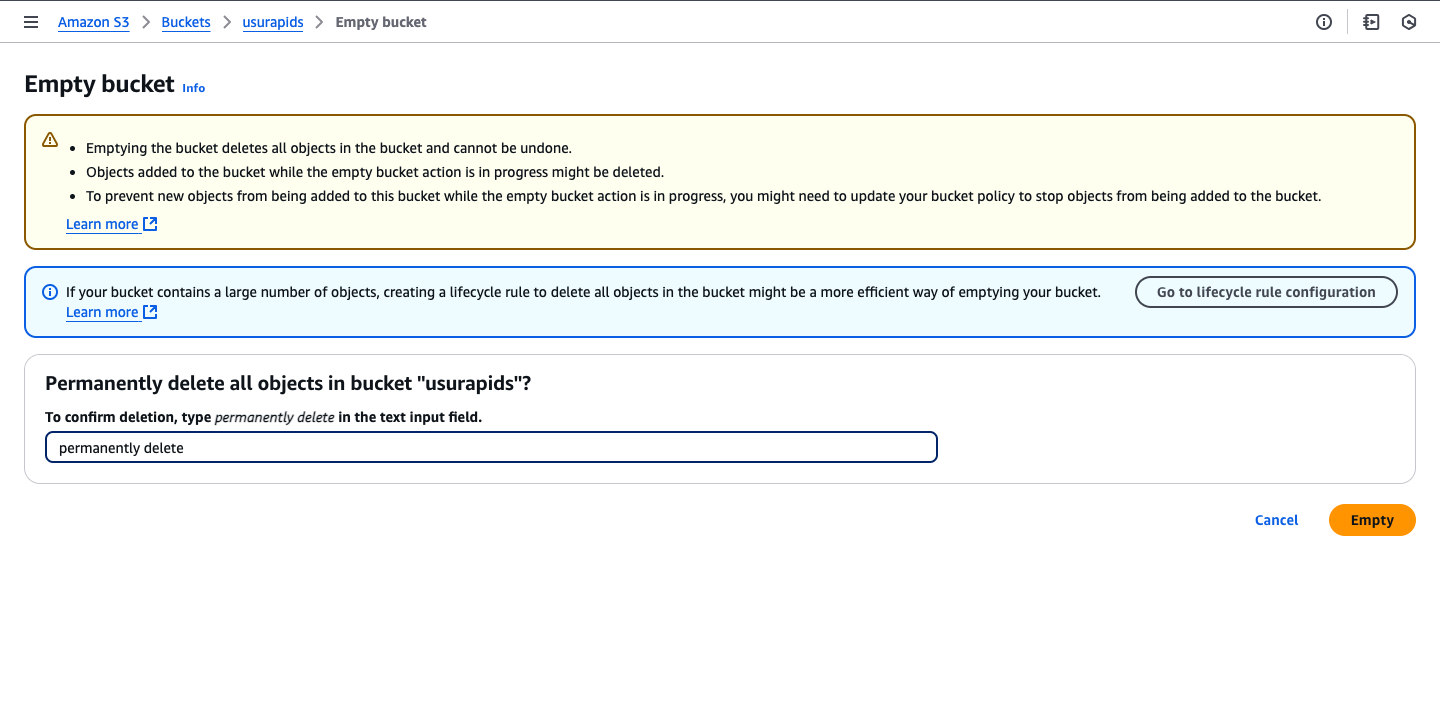 Amazon S3 > Buckets > usurapids > Empty bucket
Empty bucket Info
• Emptying the bucket deletes all objects in the bucket and cannot be undone.
• Objects added to the bucket while the empty bucket action is in progress might be deleted.
• To prevent new objects from being added to this bucket while the empty bucket action is in progress, you might need to update your bucket policy to stop objects from being added to the bucket.
Learn more
If your bucket contains a large number of objects, creating a lifecycle rule to delete all objects in the bucket might be a more efficient way of emptying your bucket.
Learn more
Go to lifecycle rule configuration
Permanently delete all objects in bucket "usurapids"?
To confirm deletion, type permanently delete in the text input field.
permanently delete
Cancel
Empty